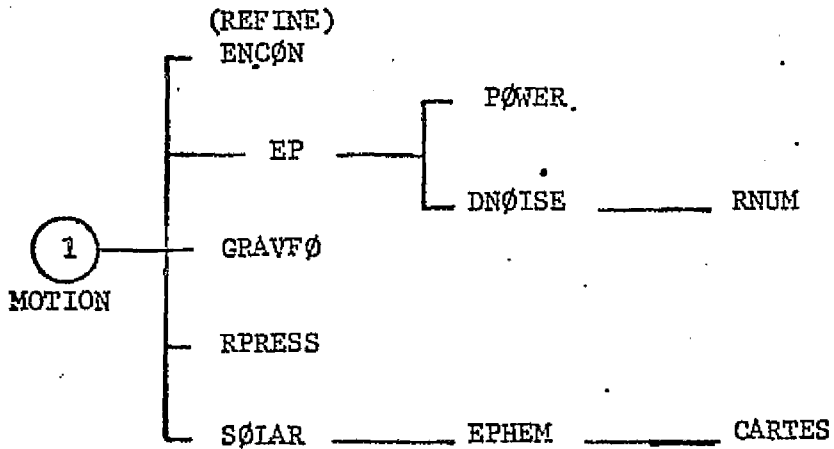 (REFINE)
ENCØN
PØWER
EP
DNØISE
RNUM
1
GRAVFØ
MOTION
RPRESS
SØLAR
EPHEM
CARTES